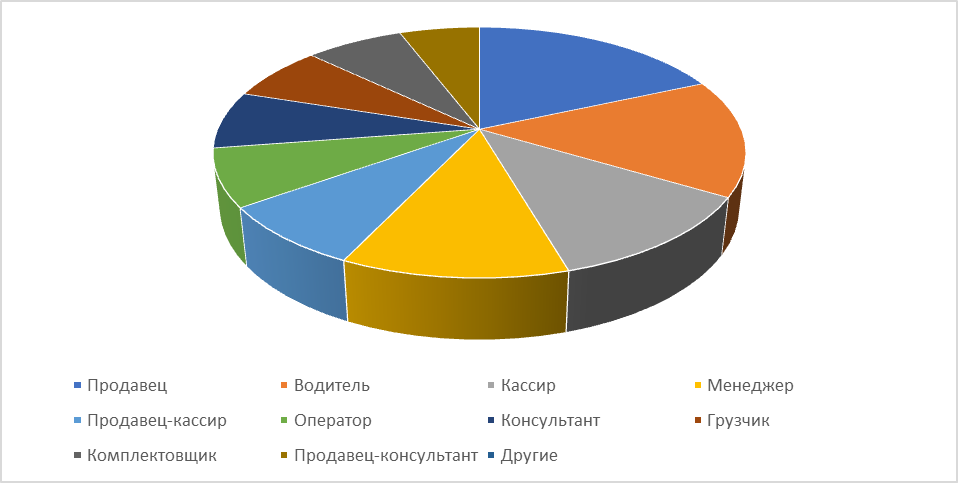 Продавец Водитель Кассир Менеджер
Продавец-кассир Оператор Консультант Грузчик
Комплектовщик Продавец-консультант Другие